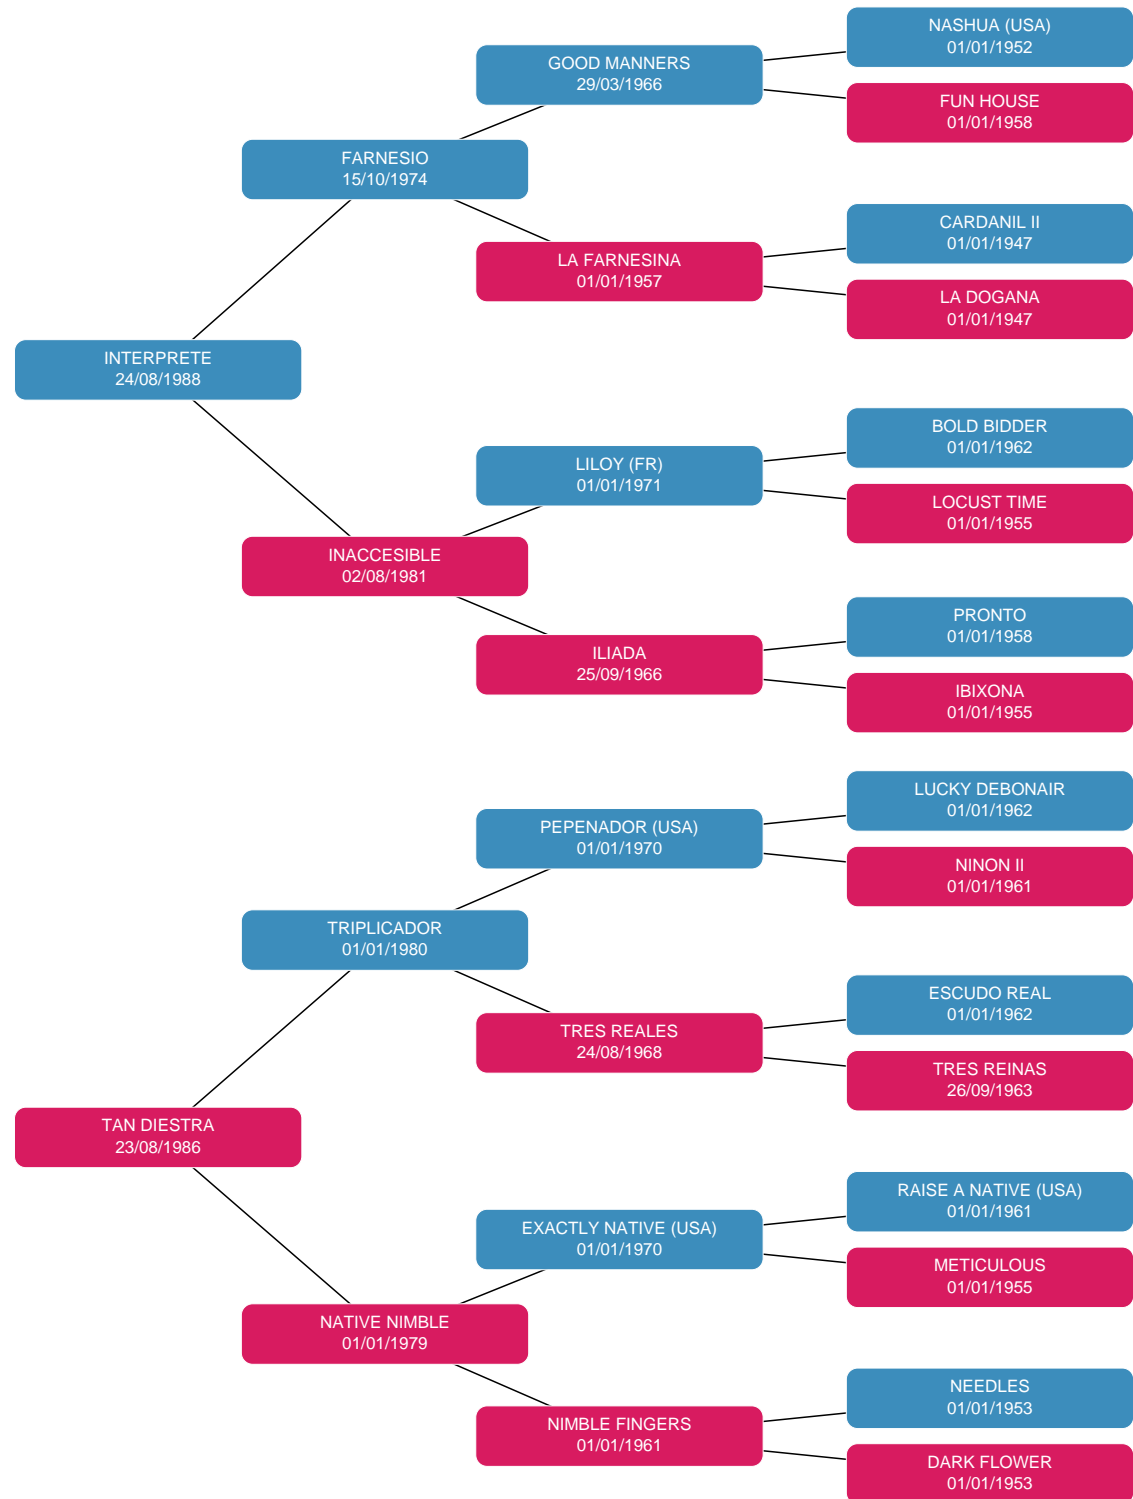 NASHUA (USA)
01/01/1952
GOOD MANNERS
29/03/1966
FUN HOUSE
01/01/1958
FARNESIO
15/10/1974
CARDANIL II
01/01/1947
LA FARNESINA
01/01/1957
LA DOGANA
01/01/1947
INTERPRETE
24/08/1988
BOLD BIDDER
01/01/1962
LILOY (FR)
01/01/1971
LOCUST TIME
01/01/1955
INACCESIBLE
02/08/1981
PRONTO
01/01/1958
ILIADA
25/09/1966
IBIXONA
01/01/1955
LUCKY DEBONAIR
01/01/1962
PEPENADOR (USA)
01/01/1970
NINON II
01/01/1961
TRIPLICADOR
01/01/1980
ESCUDO REAL
01/01/1962
TRES REALES
24/08/1968
TRES REINAS
26/09/1963
TAN DIESTRA
23/08/1986
RAISE A NATIVE (USA)
01/01/1961
EXACTLY NATIVE (USA)
01/01/1970
METICULOUS
01/01/1955
NATIVE NIMBLE
01/01/1979
NEEDLES
01/01/1953
NIMBLE FINGERS
01/01/1961
DARK FLOWER
01/01/1953